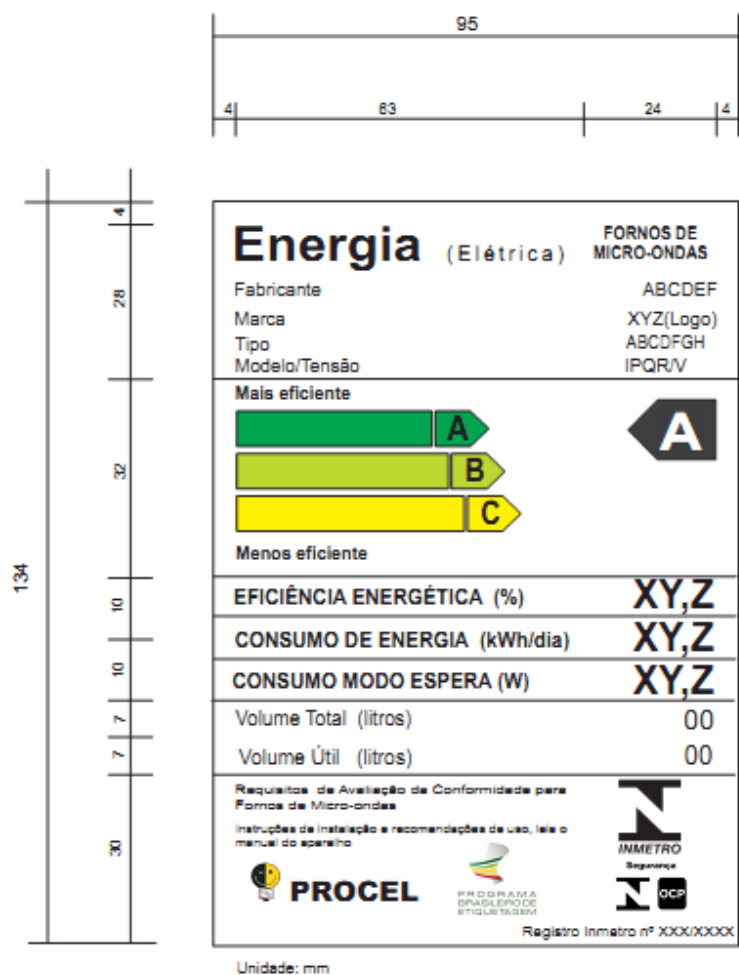 95
4 63 24 4
4
28
32
134
10
10
7
7
30
Energia (Elétrica) FORNOS DE MICRO-ONDAS
Fabricante ABCDEF
Marca XYZ(Logo)
Tipo ABCDFGH
Modelo/Tensão IPQR/V
Mais eficiente
A A
B
C
Menos eficiente
EFICIÊNCIA ENERGÉTICA (%) XY,Z
CONSUMO DE ENERGIA (kWh/dia) XY,Z
CONSUMO MODO ESPERA (W) XY,Z
Volume Total (litros) 00
Volume Útil (litros) 00
Requisitos de Avaliação da Conformidade para
Fornos de Micro-ondas
Instruções de instalação e recomendações de uso, leia o
manual do aparelho
INMETRO
Segurança
PROCEL
PROGRAMA
BRASILEIRO DE
ETIQUETAGEM
OCP
Registro Inmetro nº XXX/XXXX
Unidade: mm